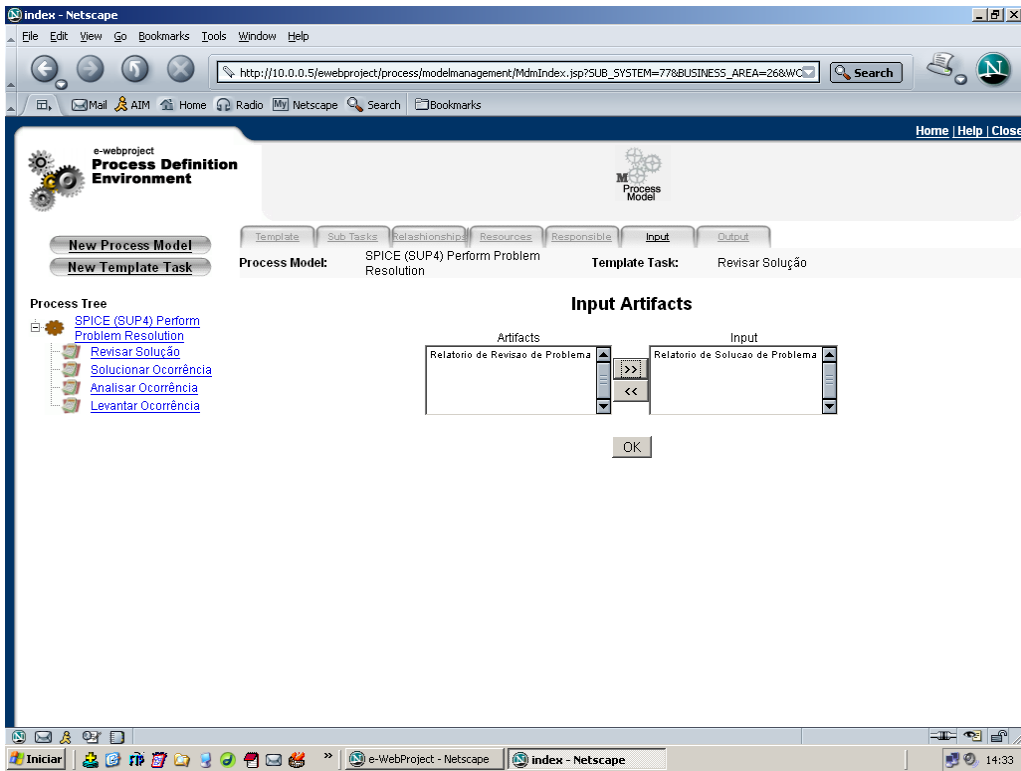 index - Netscape
File Edit View Go Bookmarks Tools Window Help
http://10.0.0.5/ewebproject/process/modelmanagement/MdmIndex.jsp?SUB_SYSTEM=77&BUSINESS_AREA=26&WC
Search
N
Mail AIM Home Radio My Netscape Search Bookmarks
Home | Help | Close
e-webproject
Process Definition
Environment
M
Process
Model
New Process Model
New Template Task
Template Sub Tasks Relashionships Resources Responsible Input Output
Process Model: SPICE (SUP4) Perform Problem
Resolution
Template Task: Revisar Solução
Process Tree
SPICE (SUP4) Perform
Problem Resolution
Revisar Solução
Solucionar Ocorrência
Analisar Ocorrência
Levantar Ocorrência
Input Artifacts
Artifacts Input
Relatorio de Revisao de Problema
>>
<<
Relatorio de Solucao de Problema
OK
Iniciar
»
e-WebProject - Netscape
index - Netscape
14:33